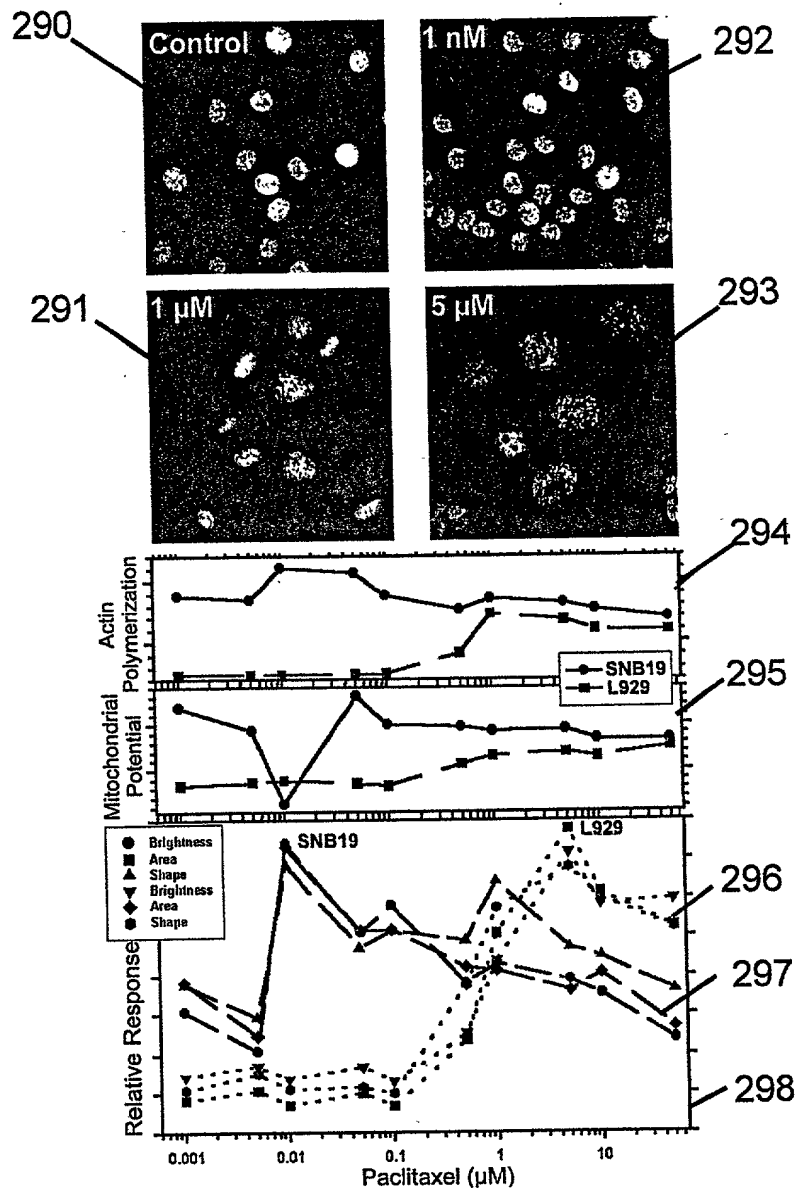 290
Control
1 nM
292
291
1 µM
5 µM
293
294
Actin
Polymerization
SNB19
L929
295
Mitochondrial
Potential
Brightness
Area
Shape
Brightness
Area
Shape
SNB19
L929
296
297
Relative Response
298
0.001
0.01
0.1
1
10
Paclitaxel (µM)